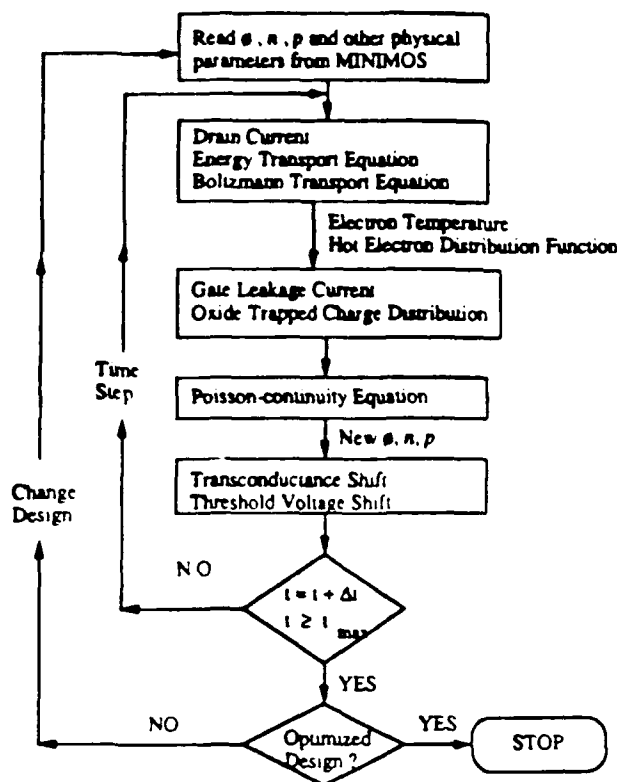 Read ø, n, p and other physical
parameters from MINIMOS
Drain Current
Energy Transport Equation
Boltzmann Transport Equation
Electron Temperature
Hot Electron Distribution Function
Gate Leakage Current
Oxide Trapped Charge Distribution
Time
Step
Poisson-continuity Equation
New ø, n, p
Transconductance Shift
Threshold Voltage Shift
Change
Design
NO
t = t + Δt
t ≥ t max
YES
NO
Optimized
Design ?
YES
STOP